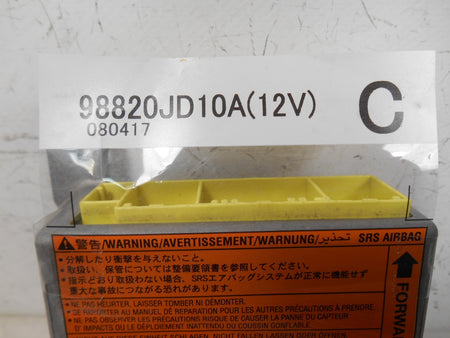 98820JD10A(12V)
C
080417
⚠警告/WARNING/AVERTISSEMENT/WARNUNG/تحذير SRS AIRBAG
・分解したり衝撃を与えないこと。
・取扱い、保管については整備要領書を参照してください。
・指示どおり取扱わない場合、SRSエアバッグシステムが正常に機能せず
重大な事故につながる恐れがあります。
FORWA
・NE PAS HEURTER, LAISSER TOMBER NI DEMONTER.
・SE REPORTER AU MANUEL DE REPARATION POUR LES AUTRES PRÉCAUTIONS À PRENDRE.
・NE PAS OBSERVER CES PRÉCAUTIONS RISQUE DE CAUSER LA PANNE DU CAPTEUR
D' IMPACTS OU LE DÉPLOIEMENT INATTENDU DU COUSSIN GONFLABLE